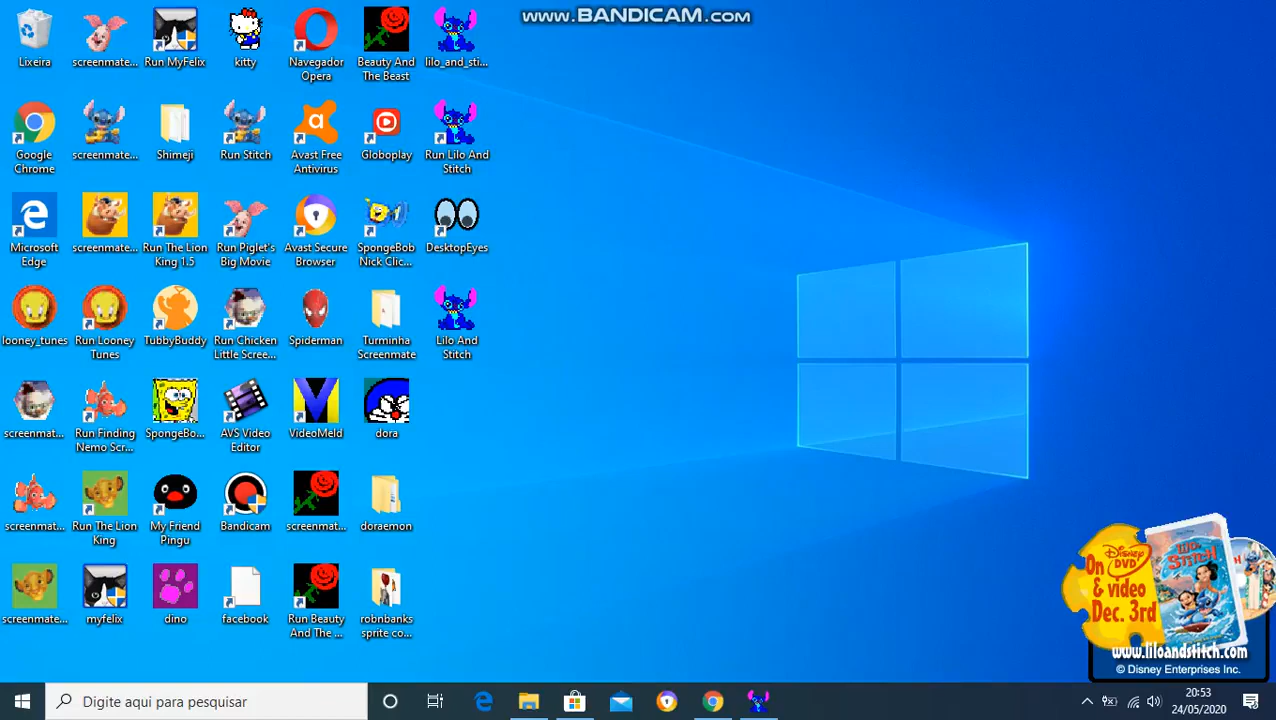 www.BANDICAM.com
Lixeira
screenmate...
Run MyFelix
kitty
Navegador
Opera
Beauty And
The Beast
lilo_and_sti...
Google
Chrome
screenmate...
Shimeji
Run Stitch
Avast Free
Antivirus
Globoplay
Run Lilo And
Stitch
Microsoft
Edge
screenmate...
Run The Lion
King 1.5
Run Piglet's
Big Movie
Avast Secure
Browser
SpongeBob
Nick Clic...
DesktopEyes
looney_tunes
Run Looney
Tunes
TubbyBuddy
Run Chicken
Little Scree...
Spiderman
Turminha
Screenmate
Lilo And
Stitch
screenmat...
Run Finding
Nemo Scr...
SpongeBo...
AVS Video
Editor
VideoMeld
dora
screenmat...
Run The Lion
King
My Friend
Pingu
Bandicam
screenmat...
doraemon
screenmate...
myfelix
dino
facebook
Run Beauty
And The ...
robnbanks
sprite co...
Disney
DVD
On
& video
Dec. 3rd
LILO
&
STITCH
www.liloandstitch.com
© Disney Enterprises Inc.
Digite aqui para pesquisar
20:53
24/05/2020